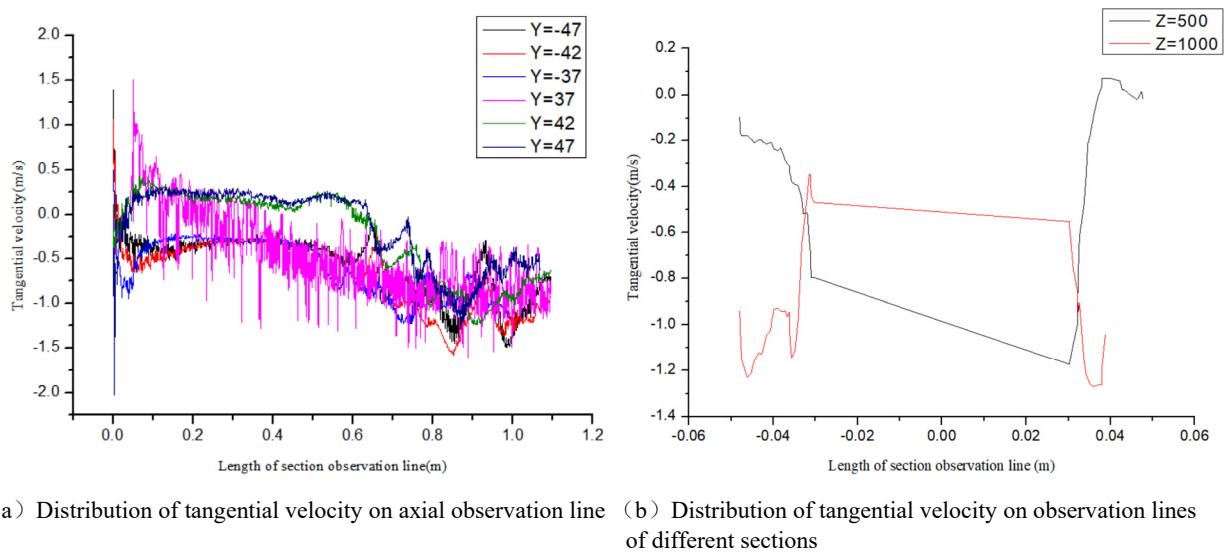 Y=-47
Y=-42
Y=-37
Y=37
Y=42
Y=47
2.0
1.5
1.0
0.5
0.0
-0.5
-1.0
-1.5
-2.0
Tangential velocity(m/s)
0.0 0.2 0.4 0.6 0.8 1.0 1.2
Length of section observation line(m)
a）Distribution of tangential velocity on axial observation line
Z=500
Z=1000
0.2
0.0
-0.2
-0.4
-0.6
-0.8
-1.0
-1.2
-1.4
Tangential velocity(m/s)
-0.06 -0.04 -0.02 0.00 0.02 0.04 0.06
Length of section observation line (m)
（b）Distribution of tangential velocity on observation lines
of different sections